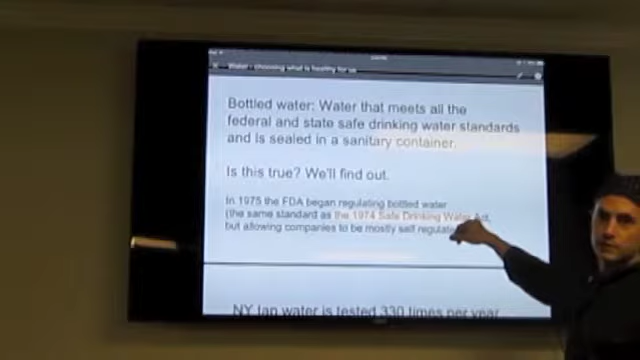 Water - choosing what is healthy for us
Bottled water: Water that meets all the
federal and state safe drinking water standards
and is sealed in a sanitary container.
Is this true? We'll find out.
In 1975 the FDA began regulating bottled water
(the same standard as the 1974 Safe Drinking Water Act,
but allowing companies to be mostly self
NY tap water is tested 330 times per year